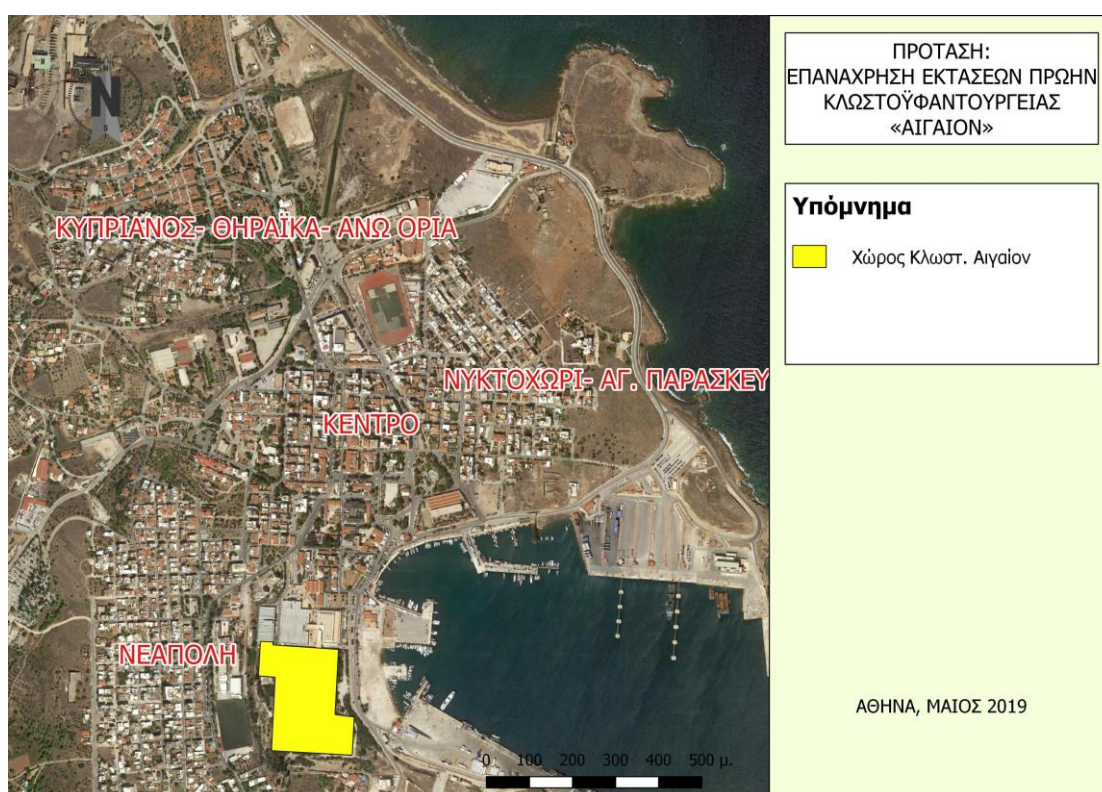 N
ΚΥΠΡΙΑΝΟΣ- ΘΗΡΑΪΚΑ- ΑΝΩ ΟΡΙΑ
ΝΥΚΤΟΧΩΡΙ- ΑΓ. ΠΑΡΑΣΚΕΥ
ΚΕΝΤΡΟ
ΝΕΑΠΟΛΗ
0 100 200 300 400 500 μ.
ΠΡΟΤΑΣΗ:
ΕΠΑΝΑΧΡΗΣΗ ΕΚΤΑΣΕΩΝ ΠΡΩΗΝ
ΚΛΩΣΤΟΫΦΑΝΤΟΥΡΓΕΙΑΣ
«ΑΙΓΑΙΟΝ»
Υπόμνημα
Χώρος Κλωστ. Αιγαίον
ΑΘΗΝΑ, ΜΑΙΟΣ 2019